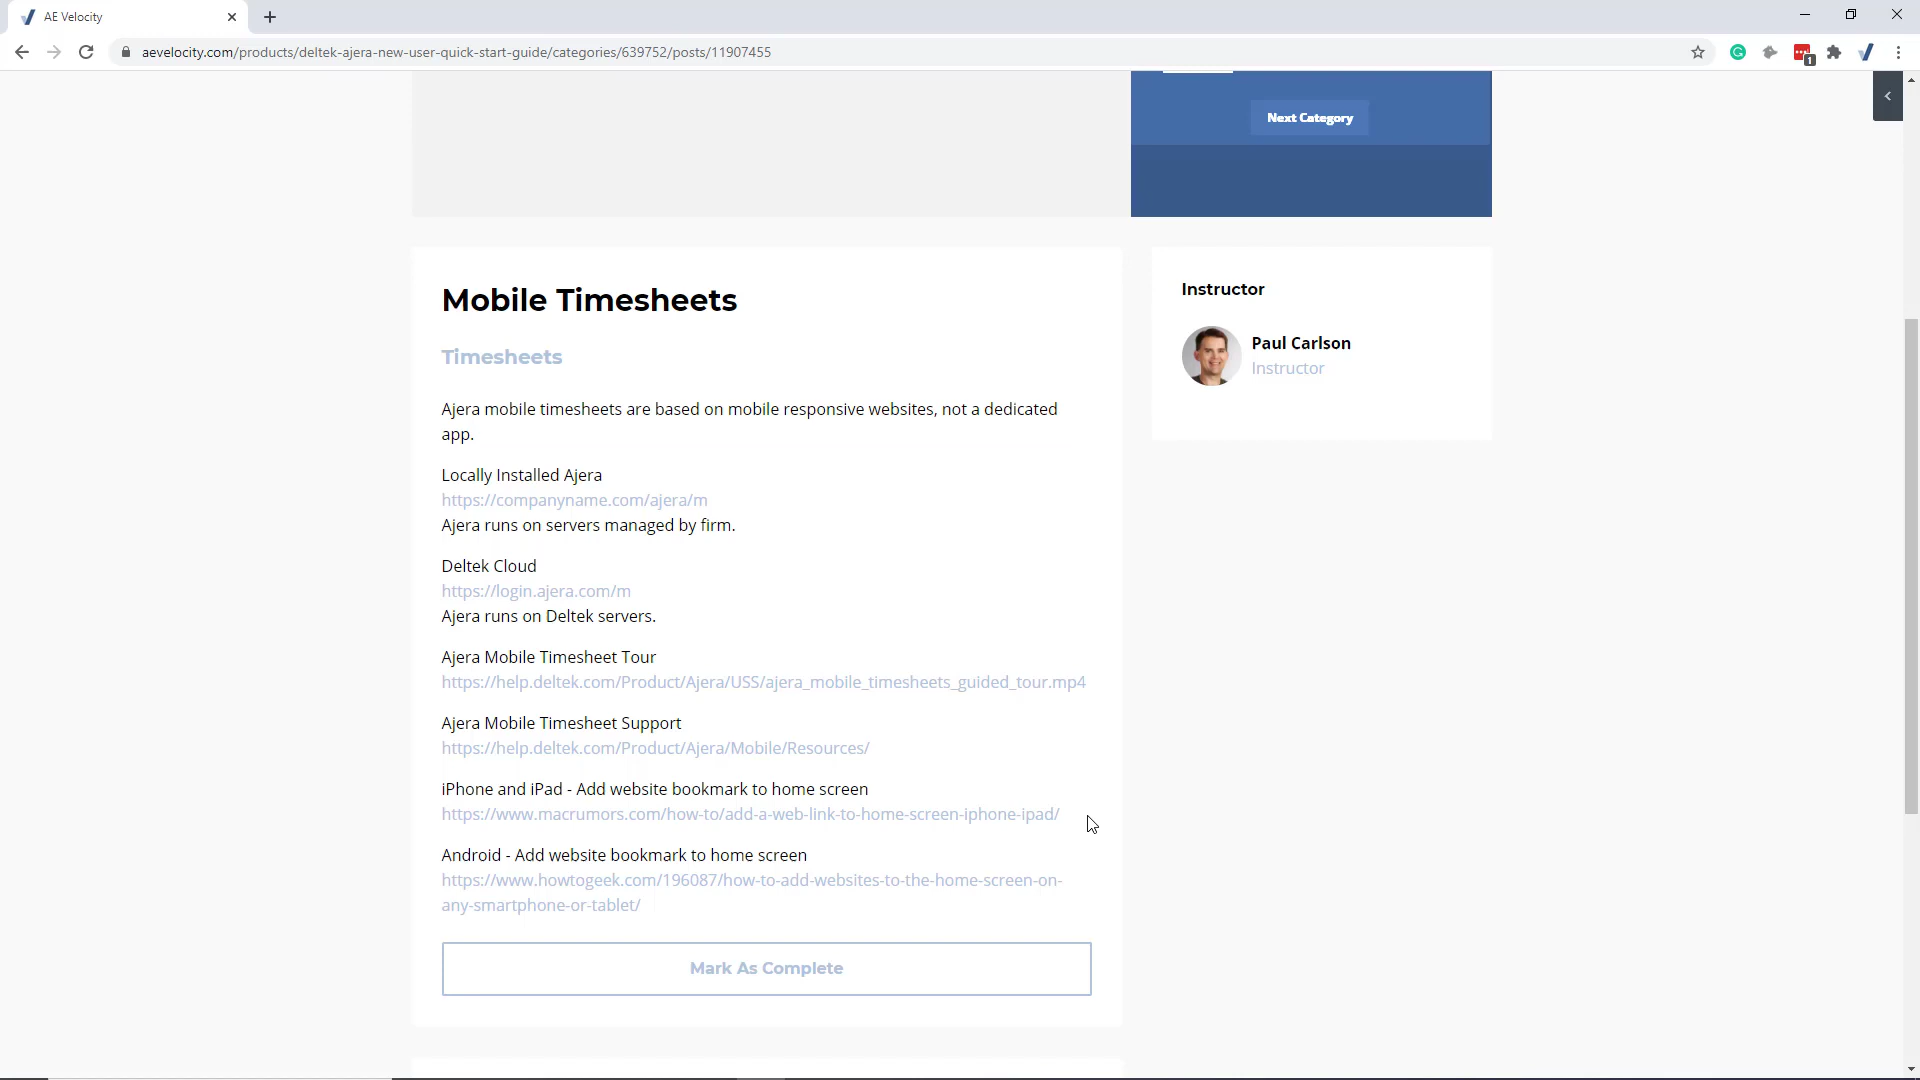 AE Velocity
aevelocity.com/products/deltek-ajera-new-user-quick-start-guide/categories/639752/posts/11907455
1
Next Category
Mobile Timesheets
Timesheets
Ajera mobile timesheets are based on mobile responsive websites, not a dedicated
app.
Locally Installed Ajera
https://companyname.com/ajera/m
Ajera runs on servers managed by firm.
Deltek Cloud
https://login.ajera.com/m
Ajera runs on Deltek servers.
Ajera Mobile Timesheet Tour
https://help.deltek.com/Product/Ajera/USS/ajera_mobile_timesheets_guided_tour.mp4
Ajera Mobile Timesheet Support
https://help.deltek.com/Product/Ajera/Mobile/Resources/
iPhone and iPad - Add website bookmark to home screen
https://www.macrumors.com/how-to/add-a-web-link-to-home-screen-iphone-ipad/
Android - Add website bookmark to home screen
https://www.howtogeek.com/196087/how-to-add-websites-to-the-home-screen-on-
any-smartphone-or-tablet/
Mark As Complete
Instructor
Paul Carlson
Instructor